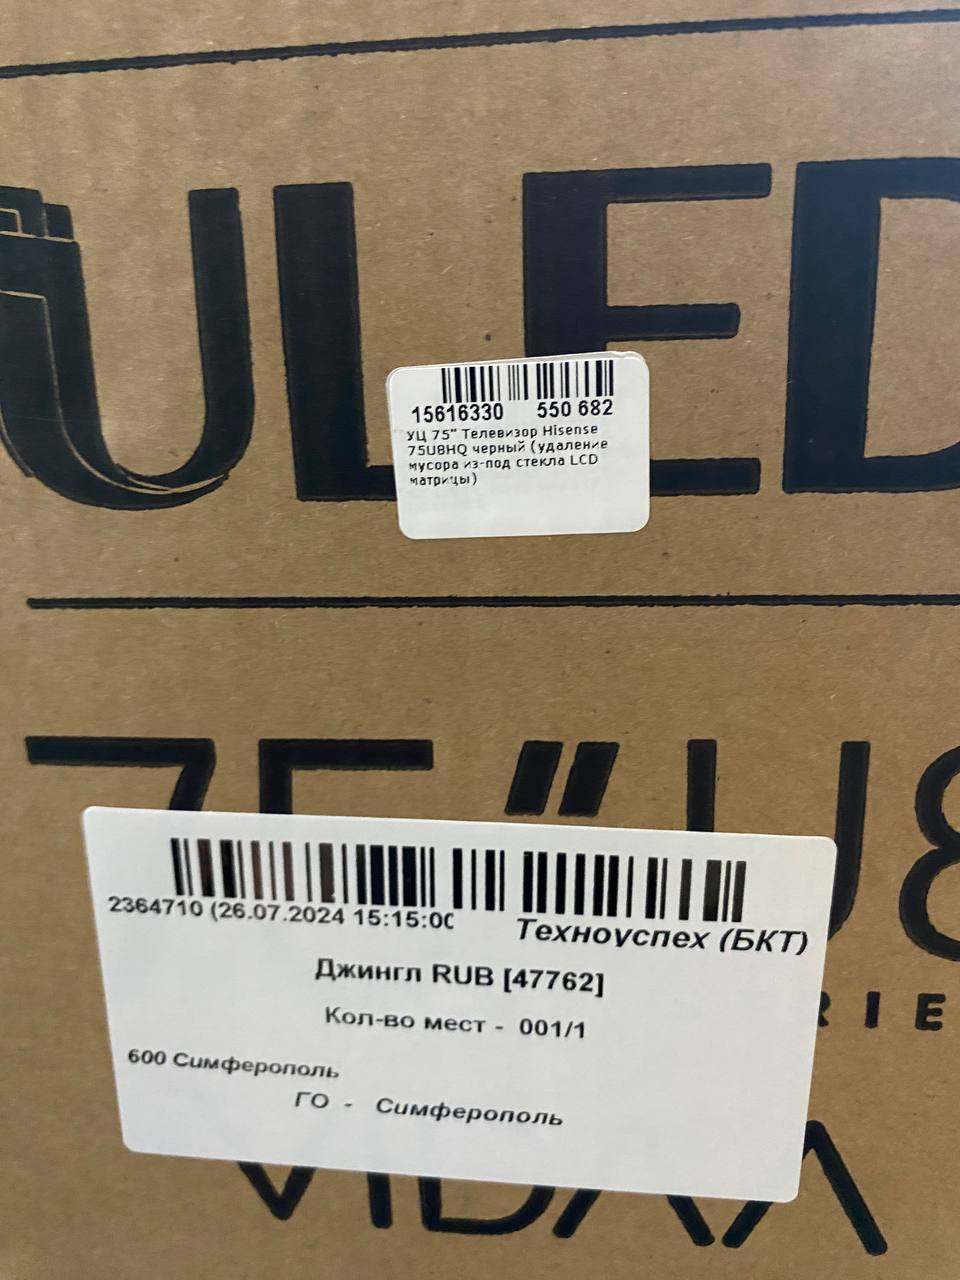 ULED
15616330 550 682
УЦ 75" Телевизор Hisense
75U8HQ черный (удаление
мусора из-под стекла LCD
матрицы)
75" U8
2364710 (26.07.2024 15:15:00
Техноуспех (БКТ)
Джингл RUB [47762]
Кол-во мест - 001/1
600 Симферополь
ГО - Симферополь